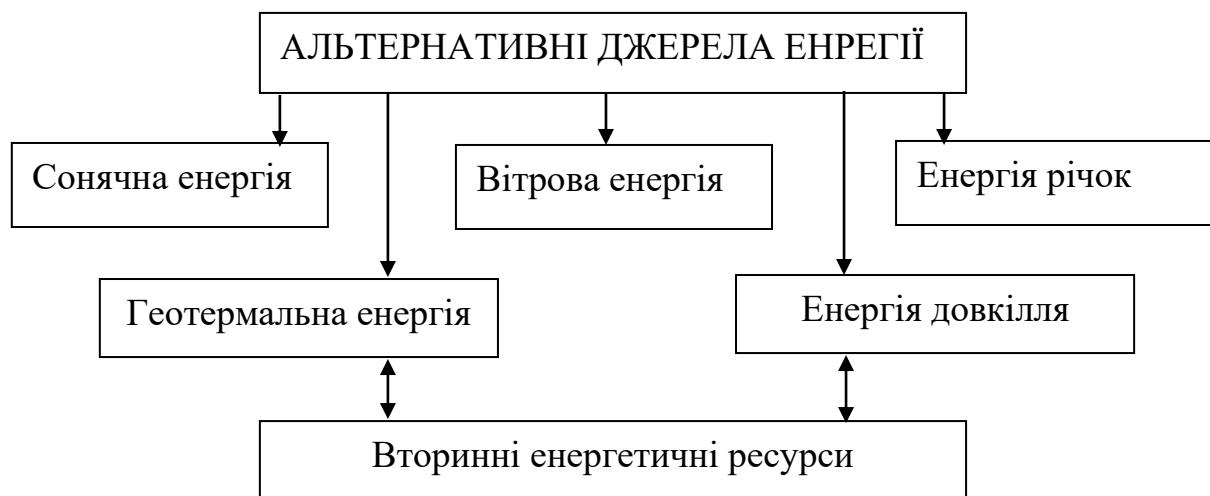 АЛЬТЕРНАТИВНІ ДЖЕРЕЛА ЕНРЕГІЇ
Сонячна енергія
Вітрова енергія
Енергія річок
Геотермальна енергія
Енергія довкілля
Вторинні енергетичні ресурси